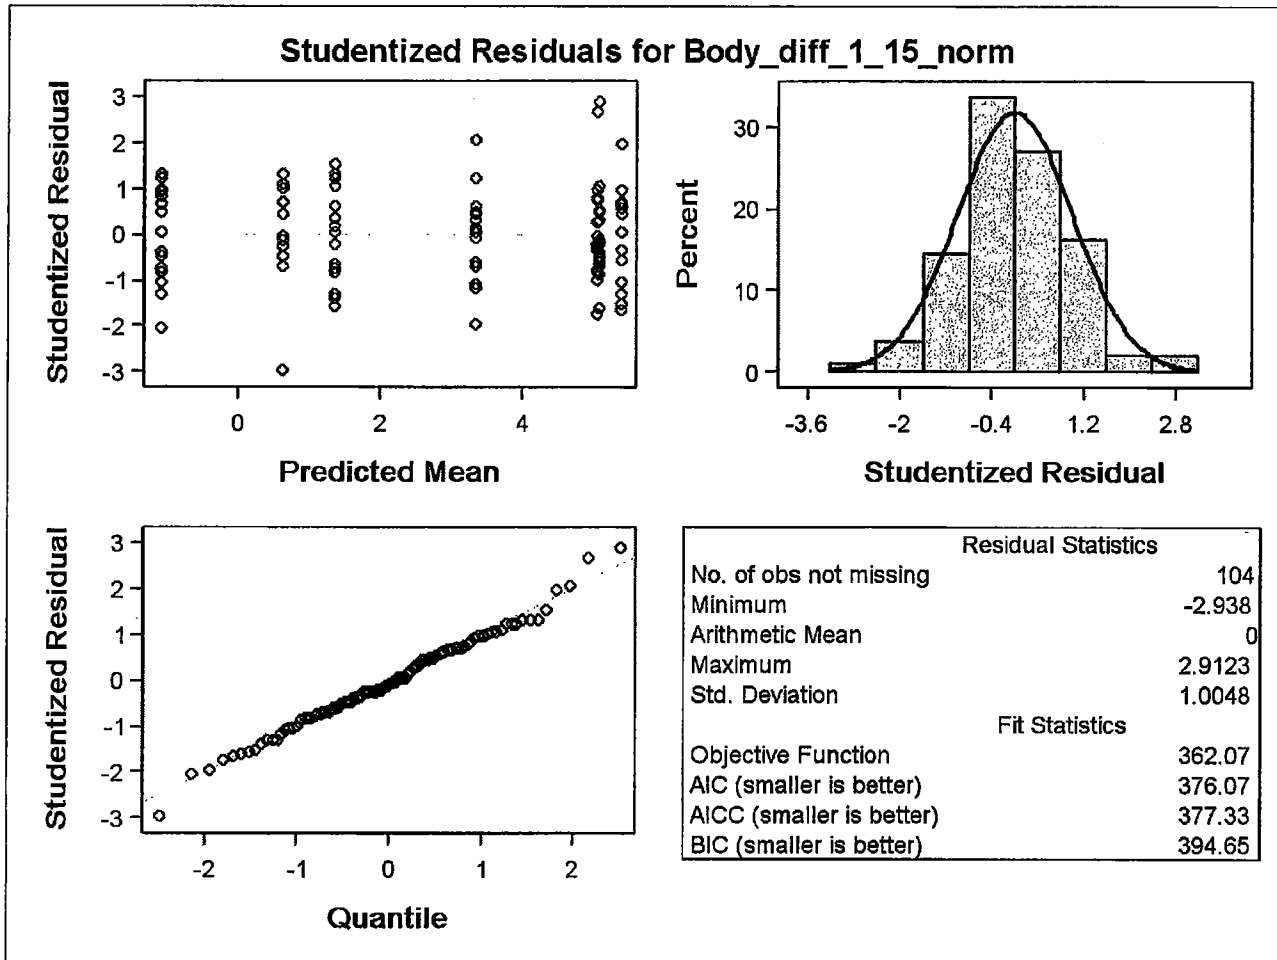 Studentized Residuals for Body_diff_1_15_norm
Studentized Residual
3
2
1
0
-1
-2
-3
0 2 4
Predicted Mean
Percent
30
20
10
0
-3.6 -2 -0.4 1.2 2.8
Studentized Residual
Studentized Residual
3
2
1
0
-1
-2
-3
-2 -1 0 1 2
Quantile
Residual Statistics
No. of obs not missing 104
Minimum -2.938
Arithmetic Mean 0
Maximum 2.9123
Std. Deviation 1.0048
Fit Statistics
Objective Function 362.07
AIC (smaller is better) 376.07
AICC (smaller is better) 377.33
BIC (smaller is better) 394.65